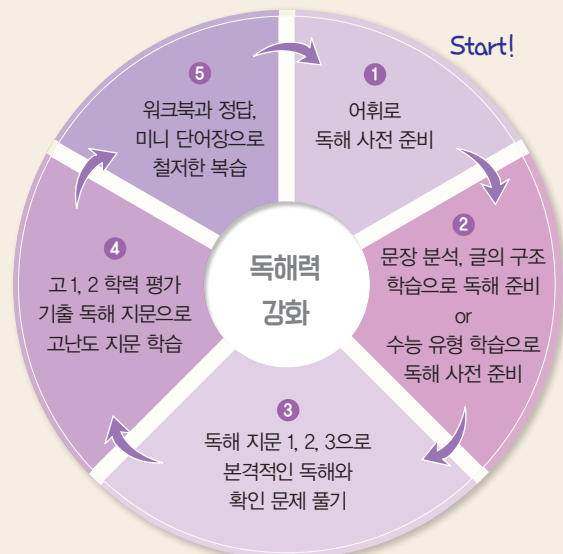 Start!
1
어휘로
독해 사전 준비
2
문장 분석, 글의 구조
학습으로 독해 준비
or
수능 유형 학습으로
독해 사전 준비
3
독해 지문 1, 2, 3으로
본격적인 독해와
확인 문제 풀기
4
고 1, 2 학력 평가
기출 독해 지문으로
고난도 지문 학습
5
워크북과 정답,
미니 단어장으로
철저한 복습
독해력
강화